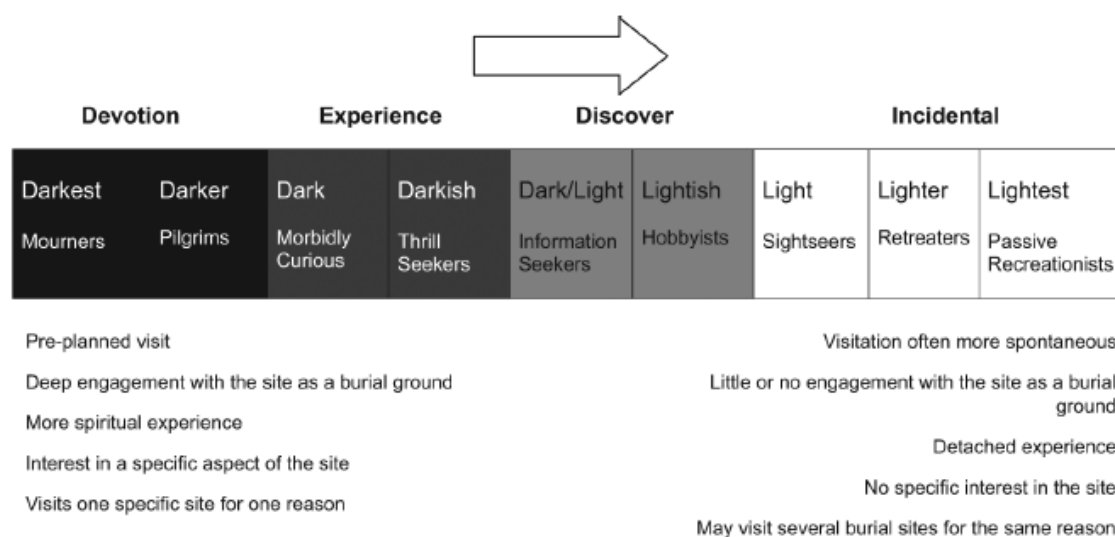 Devotion Experience Discover Incidental
Darkest Darker Dark Darkish Dark/Light Lightish Light Lighter Lightest
Mourners Pilgrims Morbidly Curious Thrill Seekers Information Seekers Hobbyists Sightseers Retreaters Passive Recreationists
Pre-planned visit
Deep engagement with the site as a burial ground
More spiritual experience
Interest in a specific aspect of the site
Visits one specific site for one reason
Visitation often more spontaneous
Little or no engagement with the site as a burial
ground
Detached experience
No specific interest in the site
May visit several burial sites for the same reason